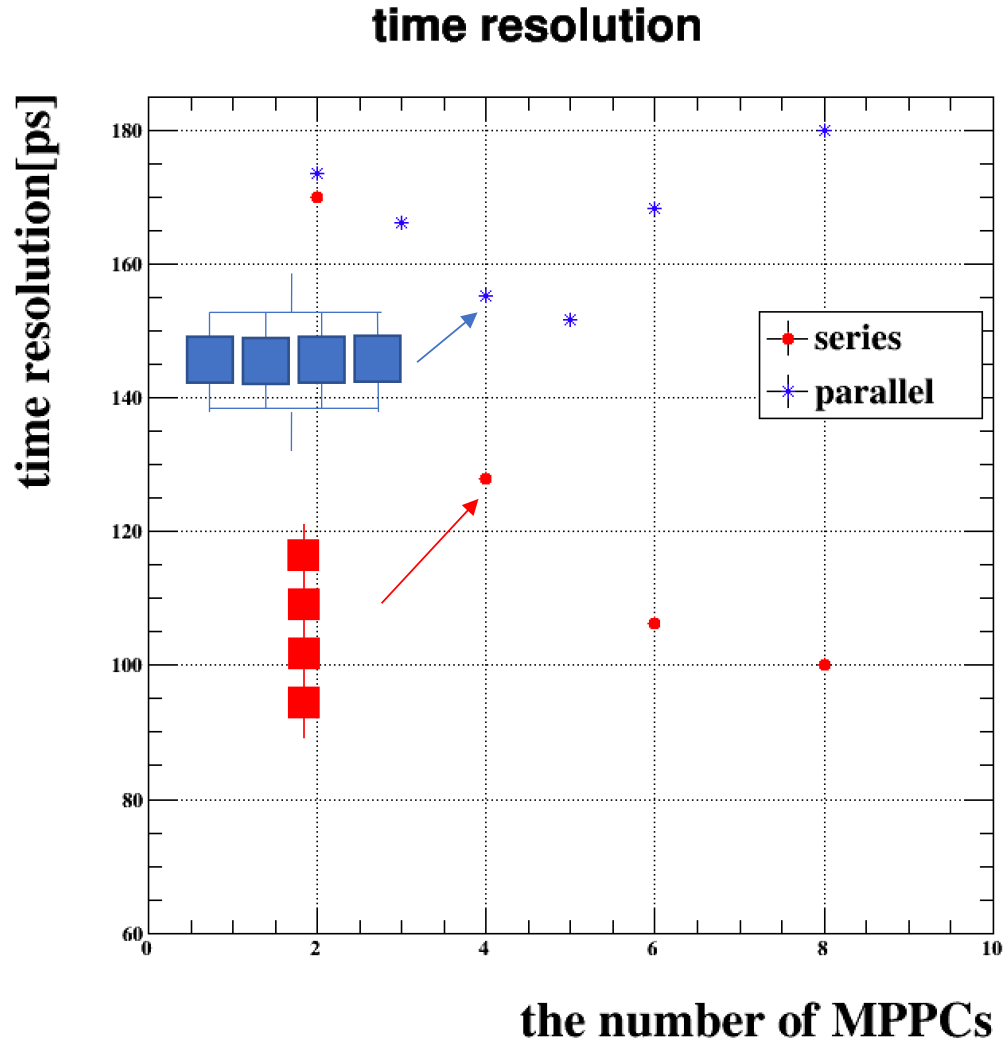 time resolution
time resolution[ps]
180
160
140
120
100
80
60
series
parallel
0
2
4
6
8
10
the number of MPPCs